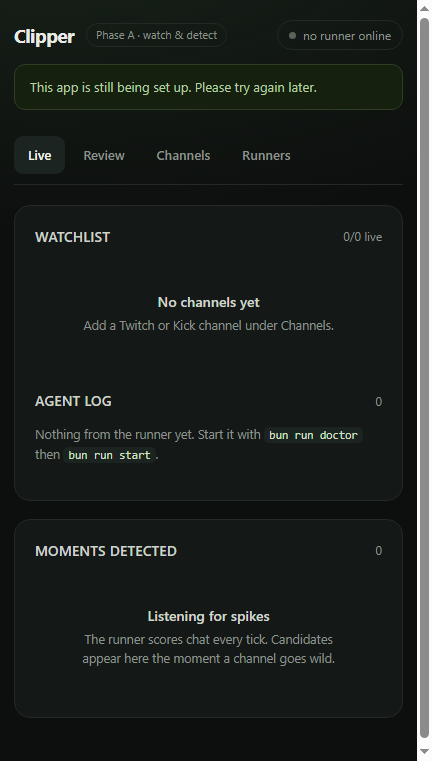 Clipper
Phase A · watch & detect
no runner online
This app is still being set up. Please try again later.
Live
Review
Channels
Runners
WATCHLIST
0/0 live
No channels yet
Add a Twitch or Kick channel under Channels.
AGENT LOG
0
Nothing from the runner yet. Start it with bun run doctor
then bun run start.
MOMENTS DETECTED
0
Listening for spikes
The runner scores chat every tick. Candidates
appear here the moment a channel goes wild.